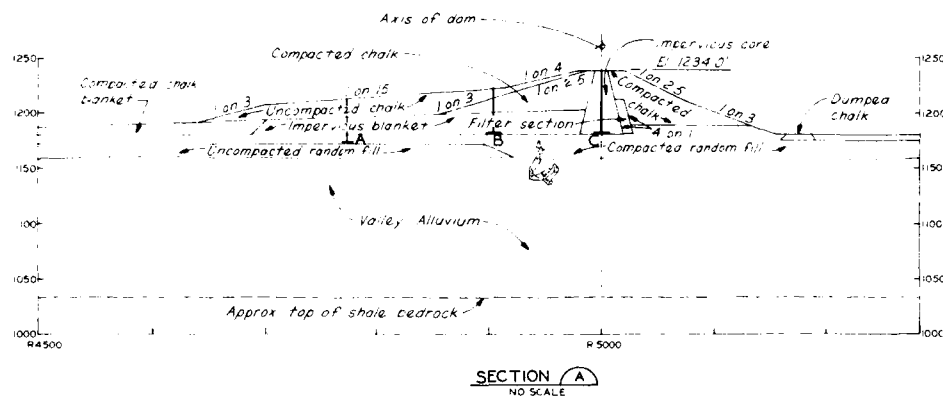 Axis of dam
Compacted chalk
Impervious core
El 1234.0'
1250
1250
1 on 4
1 on 2.5
1 on 2.5
Compacted chalk
blanket
1 on 15
1 on 3
Uncompacted chalk
1 on 3
Compacted
chalk
1 on 3
Dumped
chalk
1200
1200
Impervious blanket
Filter section
4 on 1
A
B
C
Uncompacted random fill
Compacted random fill
1150
1150
Valley Alluvium
1100
1100
1050
1050
Approx top of shale bedrock
1000
1000
R4500
R5000
SECTION A
NO SCALE